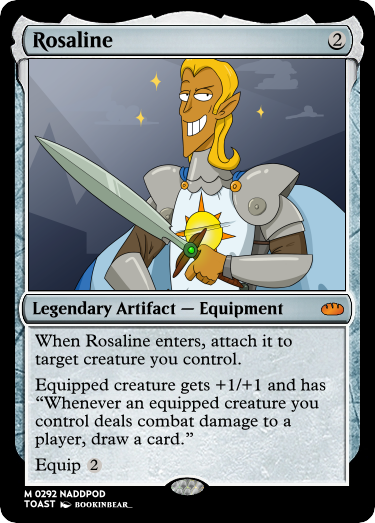 Rosaline 2
Legendary Artifact — Equipment
When Rosaline enters, attach it to
target creature you control.
Equipped creature gets +1/+1 and has
“Whenever an equipped creature you
control deals combat damage to a
player, draw a card.”
Equip 2
M 0292 NADDPOD
TOAST BOOKINBEAR_